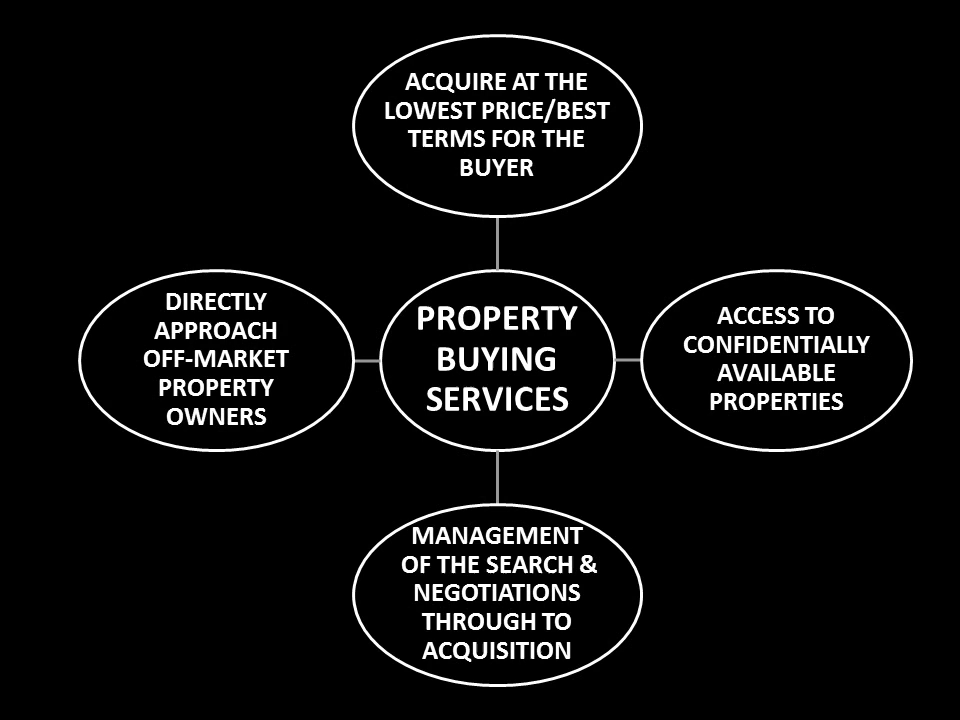 ACQUIRE AT THE
LOWEST PRICE/BEST
TERMS FOR THE
BUYER
DIRECTLY
APPROACH
OFF-MARKET
PROPERTY
OWNERS
PROPERTY
BUYING
SERVICES
ACCESS TO
CONFIDENTIALLY
AVAILABLE
PROPERTIES
MANAGEMENT
OF THE SEARCH &
NEGOTIATIONS
THROUGH TO
ACQUISITION